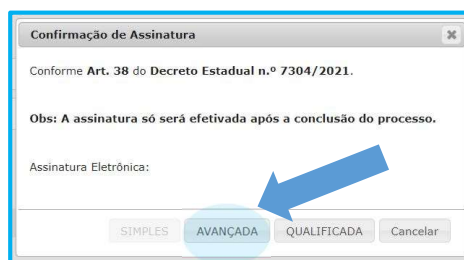 Confirmação de Assinatura
Conforme Art. 38 do Decreto Estadual n.º 7304/2021.
Obs: A assinatura só será efetivada após a conclusão do processo.
Assinatura Eletrônica:
SIMPLES AVANÇADA QUALIFICADA Cancelar